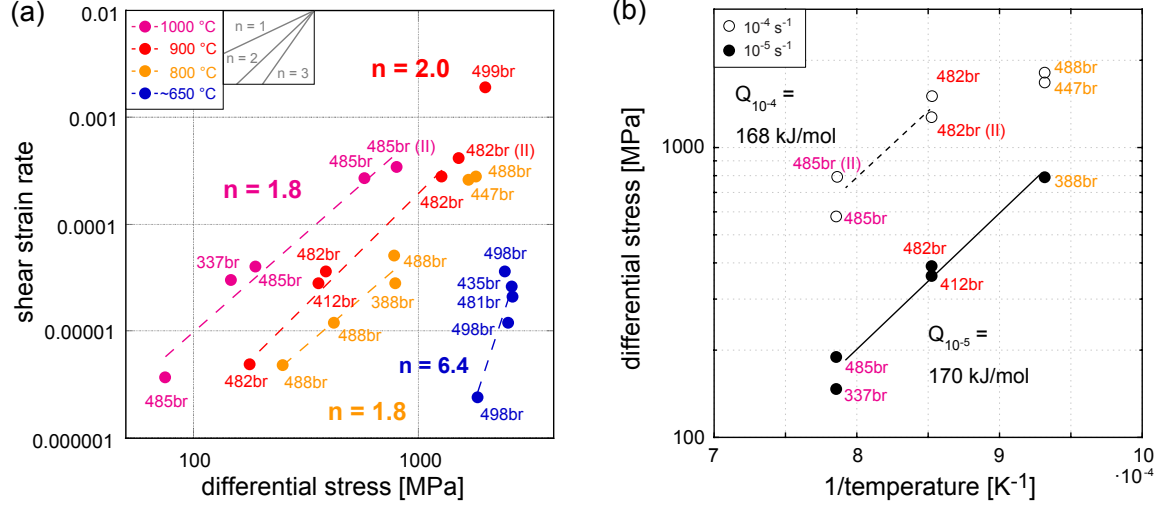 (a)
0.01
0.001
0.0001
0.00001
0.000001
shear strain rate
1000 °C
900 °C
800 °C
~650 °C
n = 1
n = 2
n = 3
n = 2.0
499br
485br (II)
485br
482br (II)
488br
447br
482br
n = 1.8
337br
485br
482br
412br
488br
388br
488br
498br
435br
481br
498br
n = 6.4
485br
482br
488br
n = 1.8
498br
100
1000
differential stress [MPa]
(b)
10⁻⁴ s⁻¹
10⁻⁵ s⁻¹
differential stress [MPa]
1000
100
Q₁₀₋₄ =
168 kJ/mol
482br
482br (II)
488br
447br
485br (II)
485br
388br
482br
412br
485br
337br
Q₁₀₋₅ =
170 kJ/mol
7
8
9
10
·10⁻⁴
1/temperature [K⁻¹]